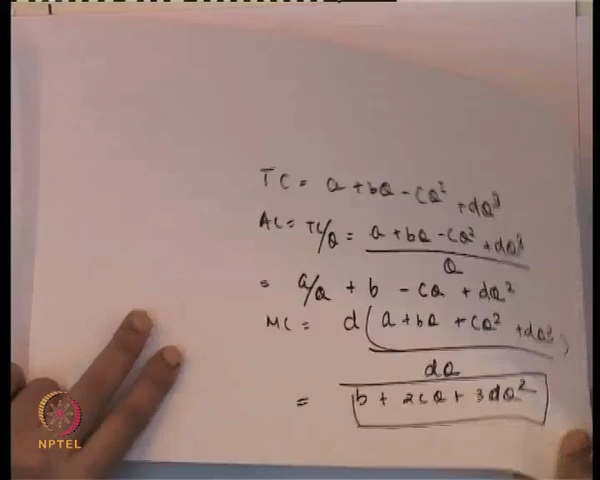 TC = a + bQ - CQ² + dQ³
AC = TC/Q = a + bQ - CQ² + dQ³
Q
= a/Q + b - CQ + dQ²
MC = d(a + bQ + CQ² + dQ³)
dQ
= b + 2CQ + 3dQ²
NPTEL